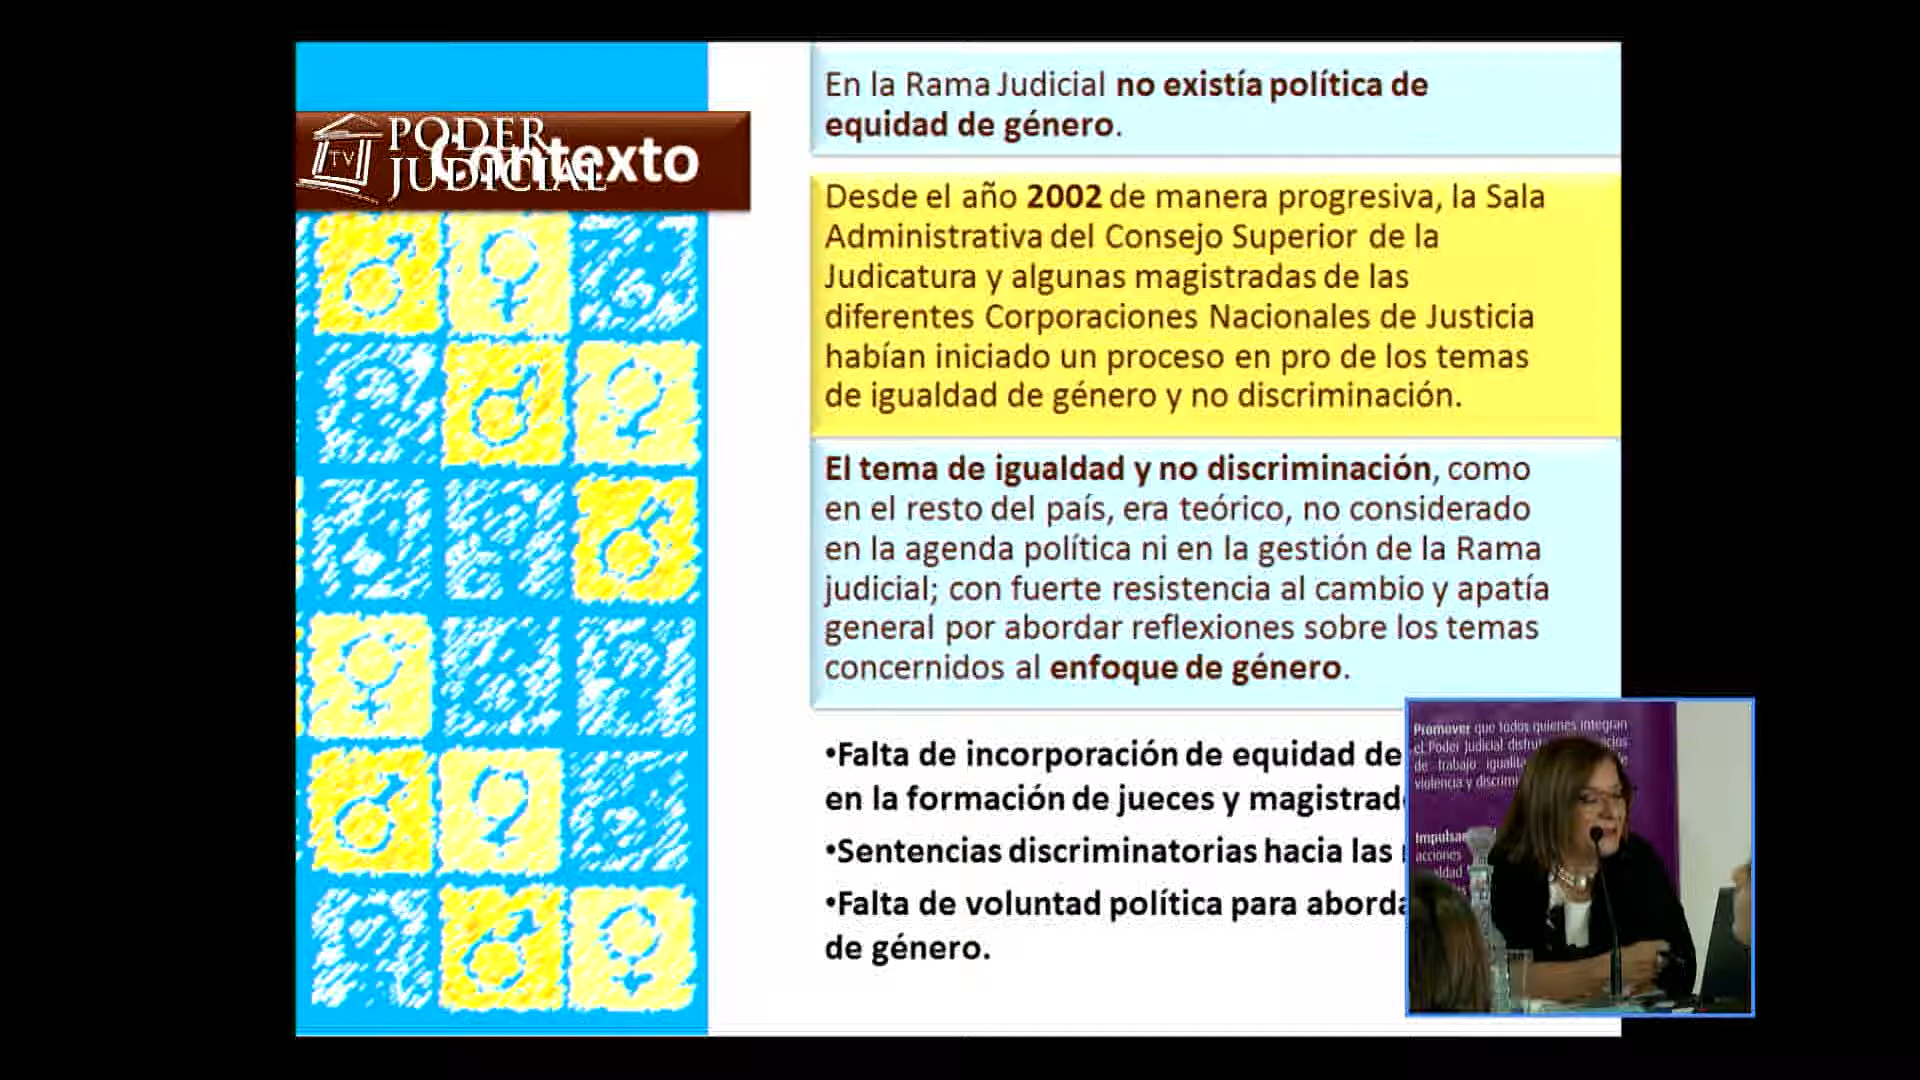 PODER
JUDICIAL
TV
Contexto
En la Rama Judicial no existía política de
equidad de género.
Desde el año 2002 de manera progresiva, la Sala
Administrativa del Consejo Superior de la
Judicatura y algunas magistradas de las
diferentes Corporaciones Nacionales de Justicia
habían iniciado un proceso en pro de los temas
de igualdad de género y no discriminación.
El tema de igualdad y no discriminación, como
en el resto del país, era teórico, no considerado
en la agenda política ni en la gestión de la Rama
judicial; con fuerte resistencia al cambio y apatía
general por abordar reflexiones sobre los temas
concernidos al enfoque de género.
•Falta de incorporación de equidad de
en la formación de jueces y magistrad
•Sentencias discriminatorias hacia las
•Falta de voluntad política para aborda
de género.
Promover que todos quienes integran
el Poder Judicial
de trabajo
violencia y
Impulsa
acciones